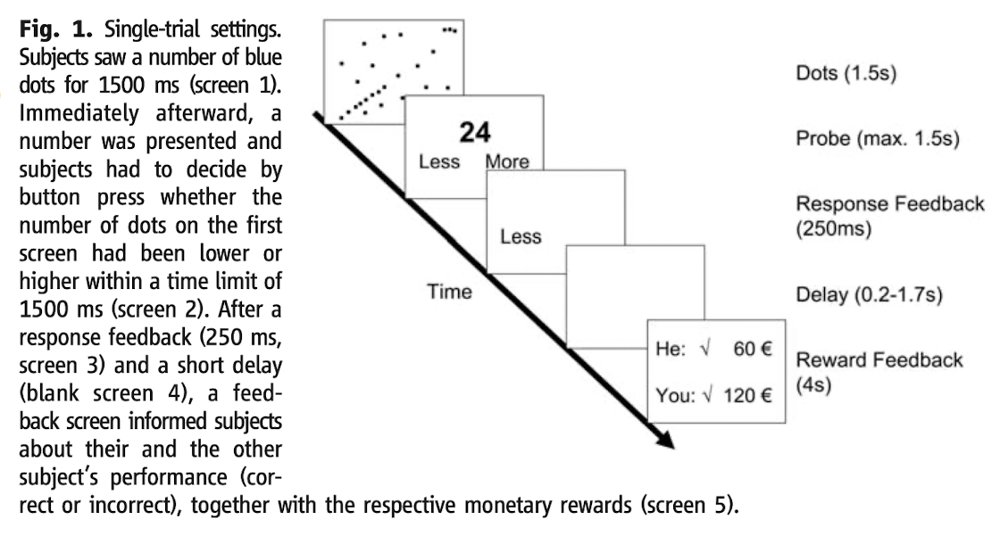 Fig. 1. Single-trial settings.
Subjects saw a number of blue
dots for 1500 ms (screen 1).
Immediately afterward, a
number was presented and
subjects had to decide by
button press whether the
number of dots on the first
screen had been lower or
higher within a time limit of
1500 ms (screen 2). After a
response feedback (250 ms,
screen 3) and a short delay
(blank screen 4), a feed-
back screen informed subjects
about their and the other
subject's performance (cor-
rect or incorrect), together with the respective monetary rewards (screen 5).
24
Less More
Less
Time
He: √ 60 €
You: √ 120 €
Dots (1.5s)
Probe (max. 1.5s)
Response Feedback
(250ms)
Delay (0.2-1.7s)
Reward Feedback
(4s)